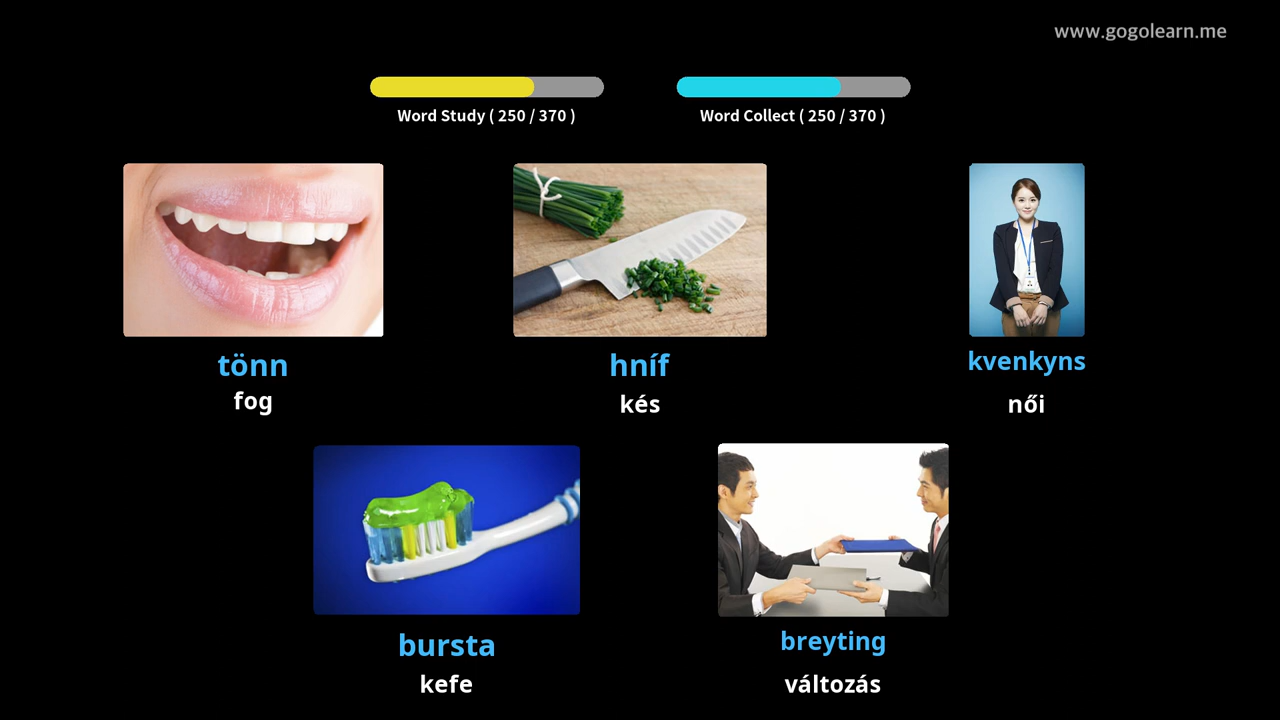 www.gogolearn.me
Word Study ( 250 / 370 )
Word Collect ( 250 / 370 )
tönn
fog
hníf
kés
kvenkyns
női
bursta
kefe
breyting
változás